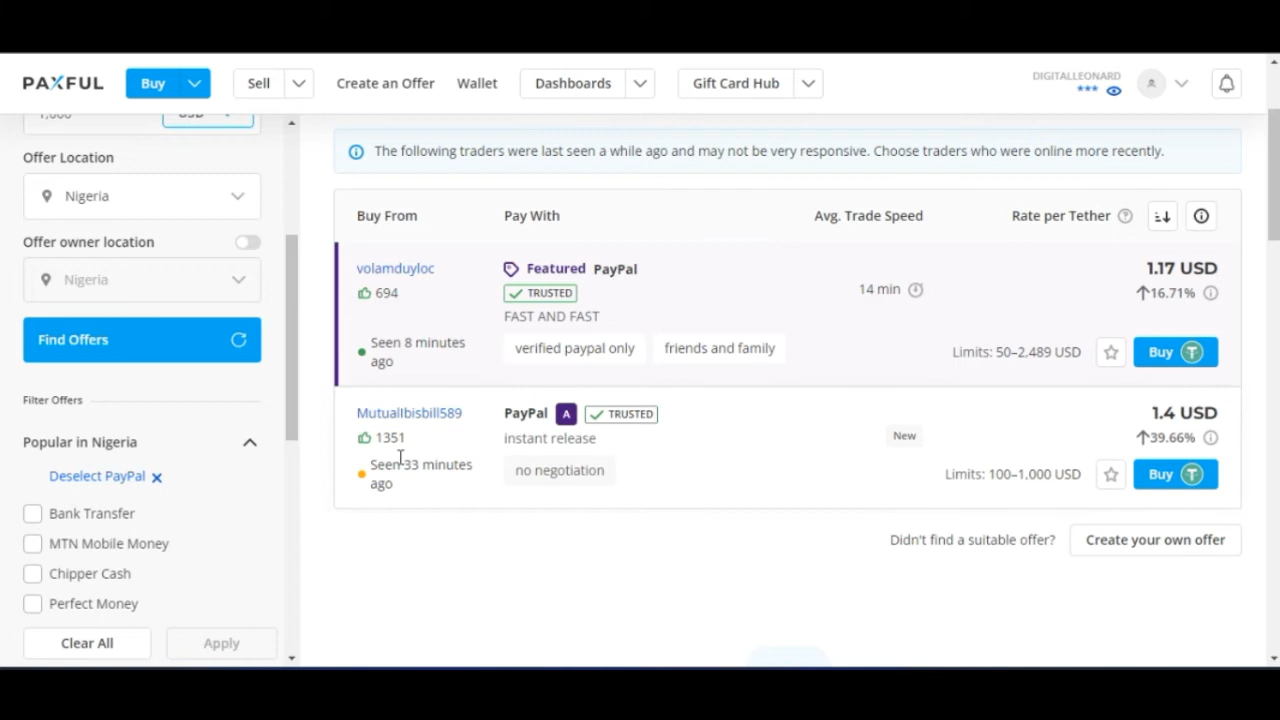 PAXFUL Buy Sell Create an Offer Wallet Dashboards Gift Card Hub DIGITALLEONARD
***
1,000 USD
Offer Location
Nigeria
Offer owner location
Nigeria
Find Offers
Filter Offers
Popular in Nigeria
Deselect PayPal ×
Bank Transfer
MTN Mobile Money
Chipper Cash
Perfect Money
Clear All Apply
The following traders were last seen a while ago and may not be very responsive. Choose traders who were online more recently.
Buy From Pay With Avg. Trade Speed Rate per Tether
volamduyloc Featured PayPal 1.17 USD
694 TRUSTED 14 min ↑16.71%
FAST AND FAST
Seen 8 minutes
ago
verified paypal only friends and family Limits: 50–2,489 USD Buy
MutualIbisbill589 PayPal A TRUSTED 1.4 USD
1351 instant release New ↑39.66%
Seen 33 minutes
ago
no negotiation Limits: 100–1,000 USD Buy
Didn't find a suitable offer? Create your own offer